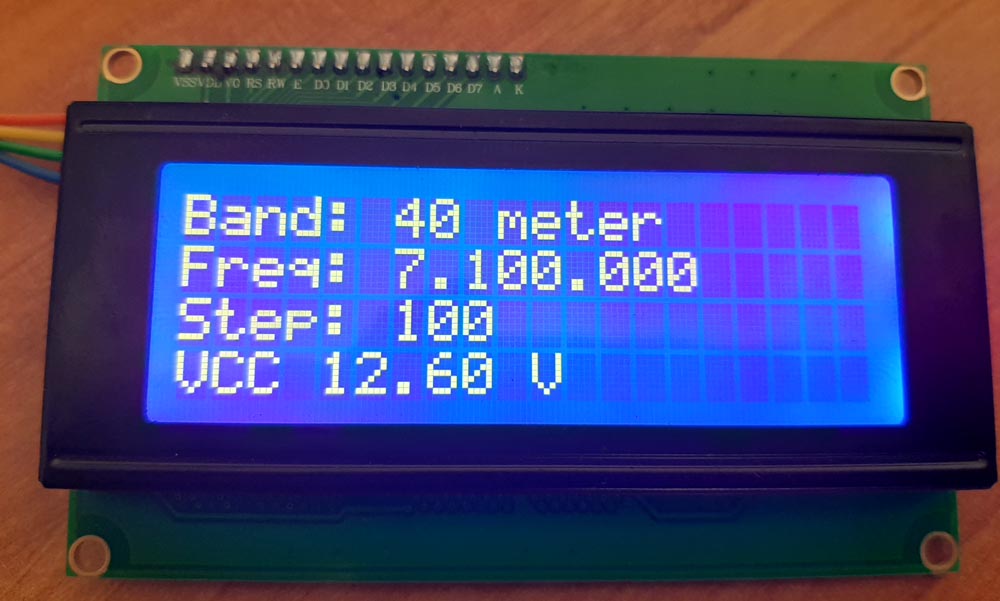 VSS VDD VO RS RW E D0 D1 D2 D3 D4 D5 D6 D7 A K
Band: 40 meter
Freq: 7.100.000
Step: 100
VCC 12.60 V